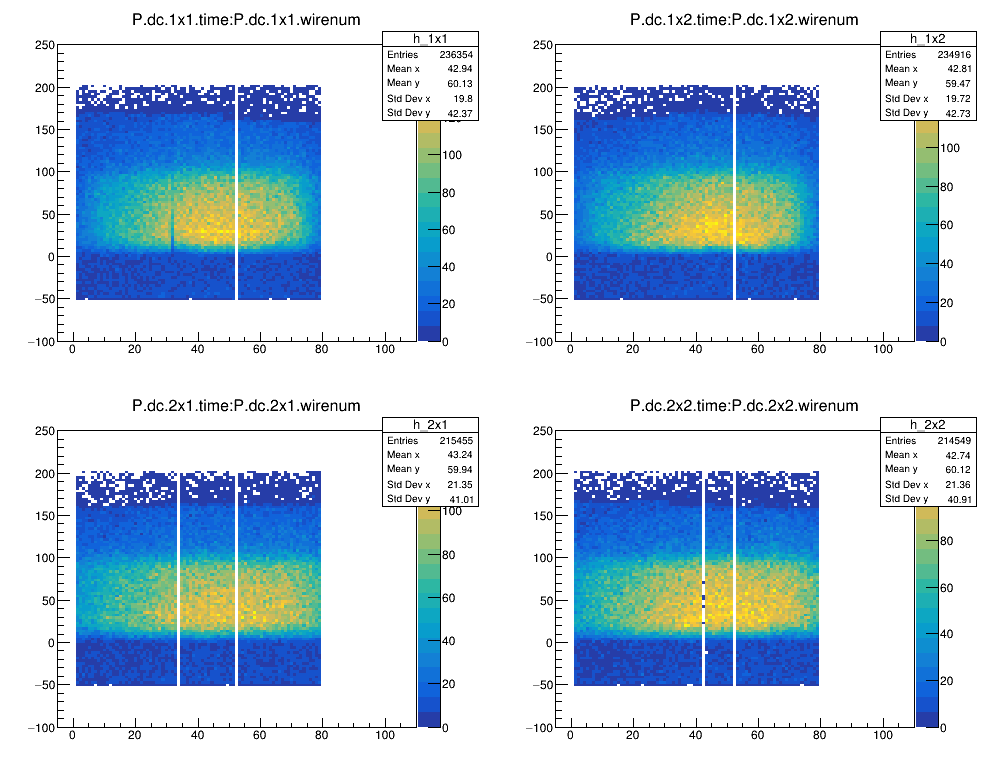 P.dc.1x1.time:P.dc.1x1.wirenum
h_1x1
Entries 236354
Mean x 42.94
Mean y 60.13
Std Dev x 19.8
Std Dev y 42.37
250
200
150
100
50
0
−50
−100
0 20 40 60 80 100
100
80
60
40
20
0
P.dc.1x2.time:P.dc.1x2.wirenum
h_1x2
Entries 234916
Mean x 42.81
Mean y 59.47
Std Dev x 19.72
Std Dev y 42.73
250
200
150
100
50
0
−50
−100
0 20 40 60 80 100
100
80
60
40
20
0
P.dc.2x1.time:P.dc.2x1.wirenum
h_2x1
Entries 215455
Mean x 43.24
Mean y 59.94
Std Dev x 21.35
Std Dev y 41.01
250
200
150
100
50
0
−50
−100
0 20 40 60 80 100
100
80
60
40
20
0
P.dc.2x2.time:P.dc.2x2.wirenum
h_2x2
Entries 214549
Mean x 42.74
Mean y 60.12
Std Dev x 21.36
Std Dev y 40.91
250
200
150
100
50
0
−50
−100
0 20 40 60 80 100
80
60
40
20
0